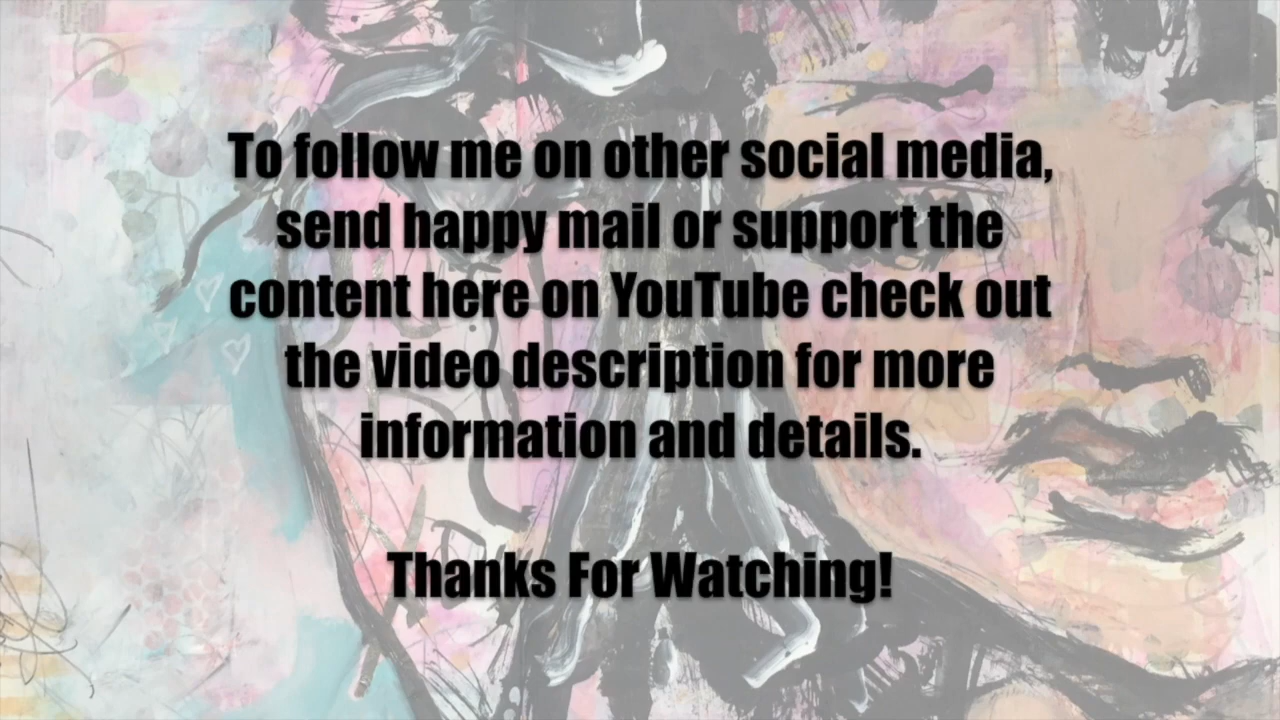 To follow me on other social media,
send happy mail or support the
content here on YouTube check out
the video description for more
information and details.
Thanks For Watching!